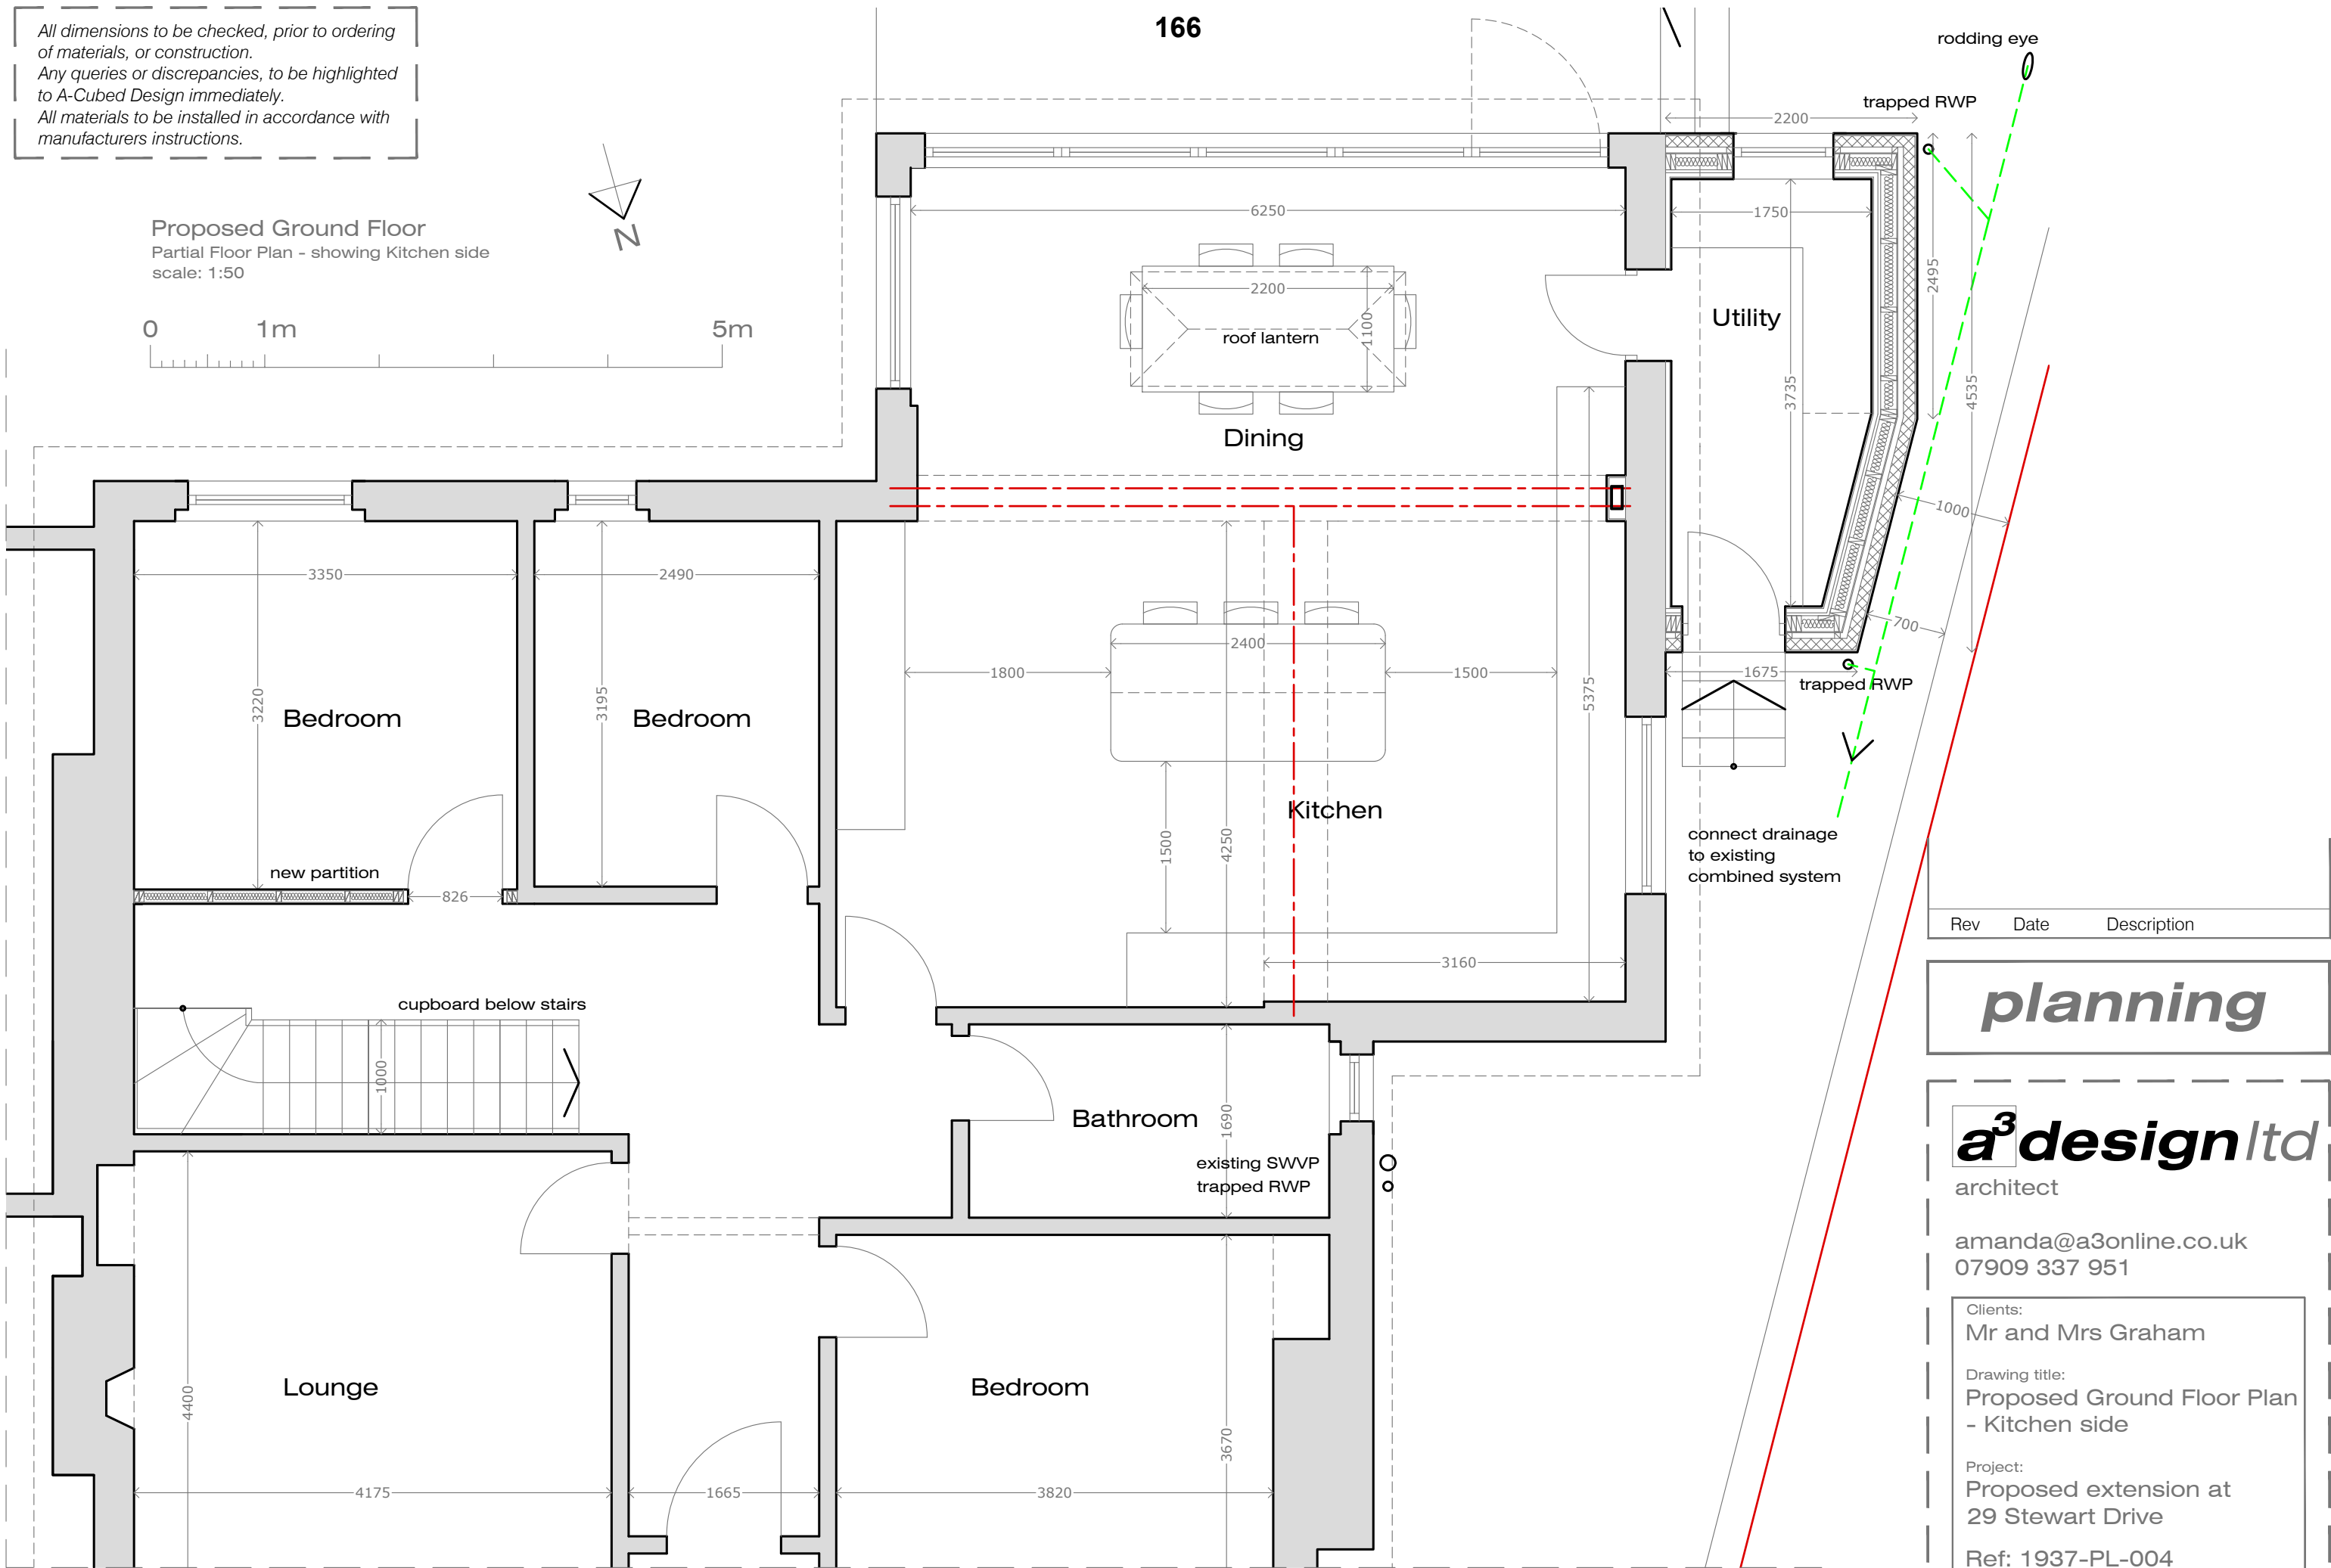 All dimensions to be checked, prior to ordering
of materials, or construction.
Any queries or discrepancies, to be highlighted
to A-Cubed Design immediately.
All materials to be installed in accordance with
manufacturers instructions.
166
rodding eye
trapped RWP
2200
N
Proposed Ground Floor
Partial Floor Plan - showing Kitchen side
scale: 1:50
0 1m 5m
6250
1750
2200
1100
roof lantern
Utility
2495
4535
3735
Dining
1000
700
3350
2490
3220
3195
Bedroom
Bedroom
2400
1800
1500
5375
1675
trapped RWP
Kitchen
1500
4250
connect drainage
to existing
combined system
new partition
826
3160
Rev Date Description
planning
cupboard below stairs
1000
Bathroom
1690
existing SWVP
trapped RWP
a3 design ltd
architect
amanda@a3online.co.uk
07909 337 951
Clients:
Mr and Mrs Graham
Drawing title:
Proposed Ground Floor Plan
- Kitchen side
Project:
Proposed extension at
29 Stewart Drive
Ref: 1937-PL-004
Lounge
4400
Bedroom
3670
4175
1665
3820